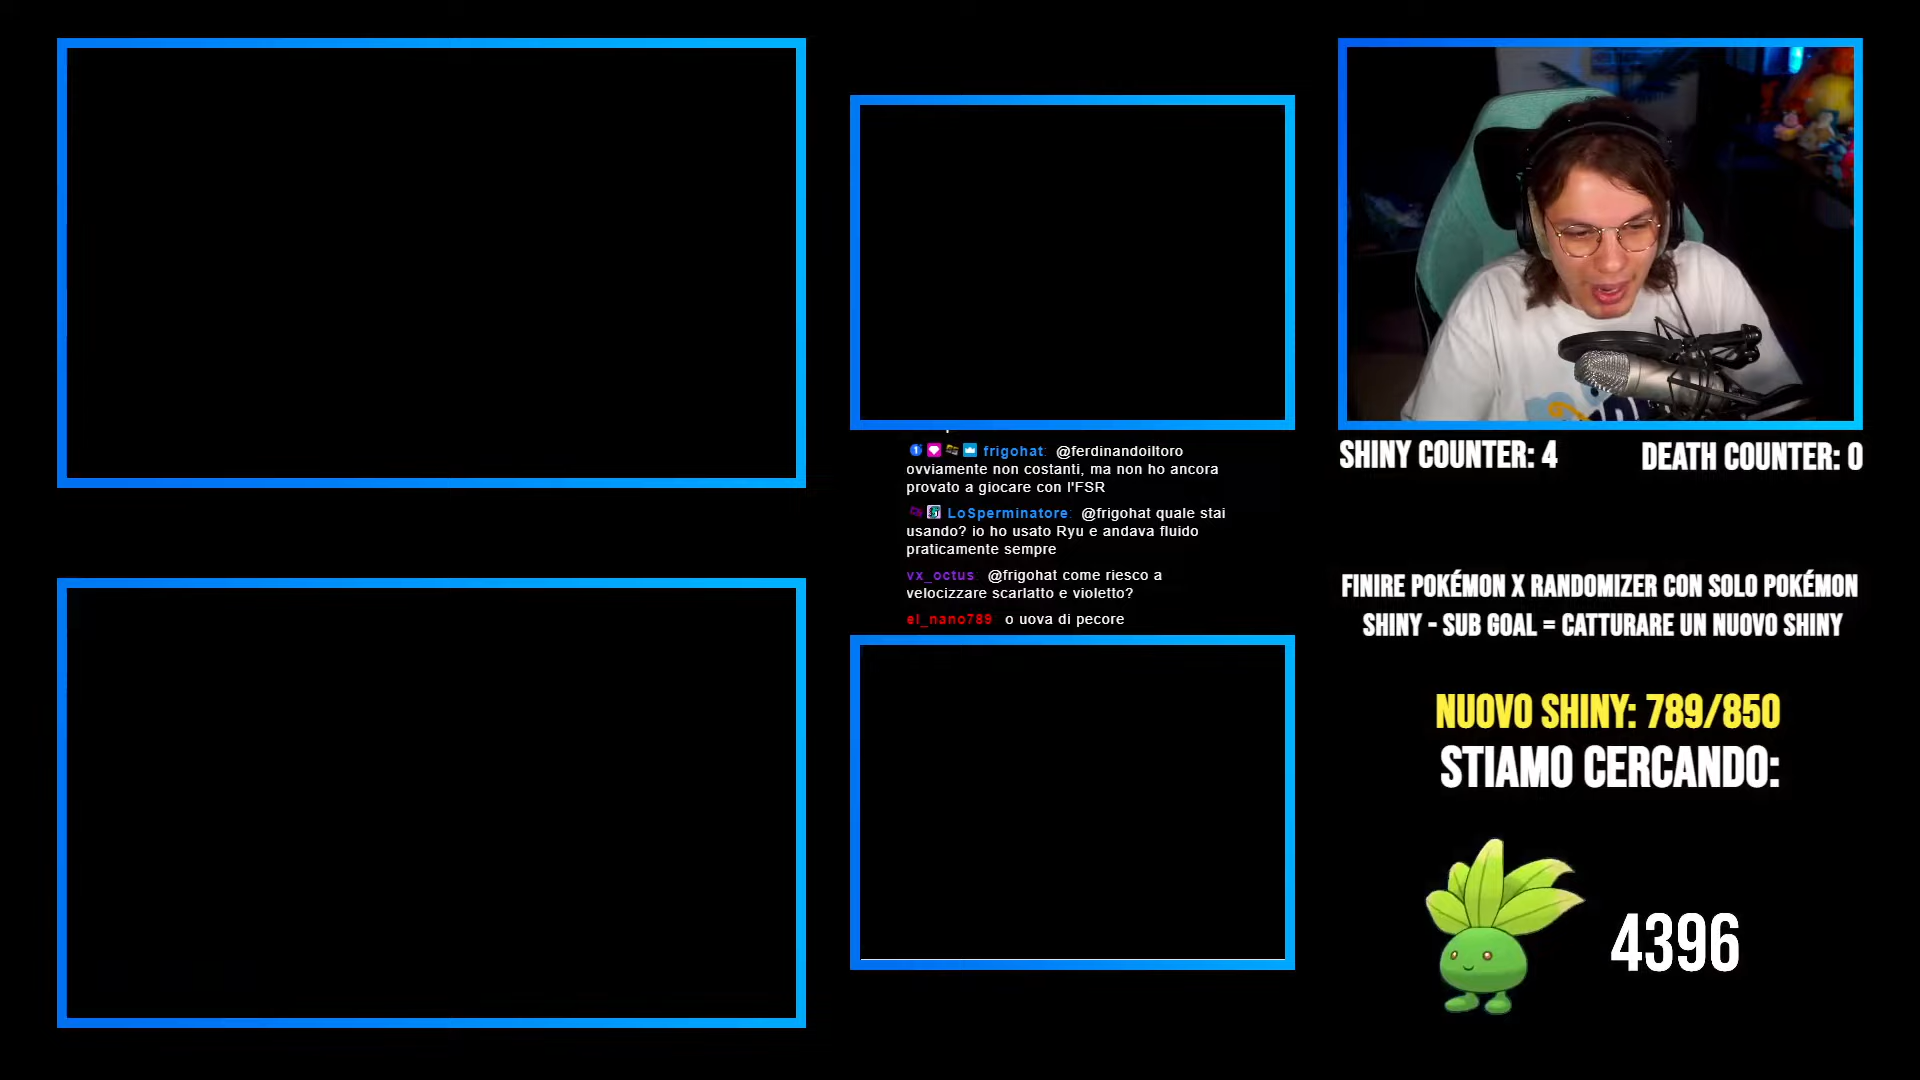 frigohat: @ferdinandoiltoro
ovviamente non costanti, ma non ho ancora
provato a giocare con l'FSR
LoSperminatore: @frigohat quale stai
usando? io ho usato Ryu e andava fluido
praticamente sempre
vx_octus: @frigohat come riesco a
velocizzare scarlatto e violetto?
el_nano789: o uova di pecore
SHINY COUNTER: 4
DEATH COUNTER: 0
FINIRE POKÉMON X RANDOMIZER CON SOLO POKÉMON
SHINY - SUB GOAL = CATTURARE UN NUOVO SHINY
NUOVO SHINY: 789/850
STIAMO CERCANDO:
4396